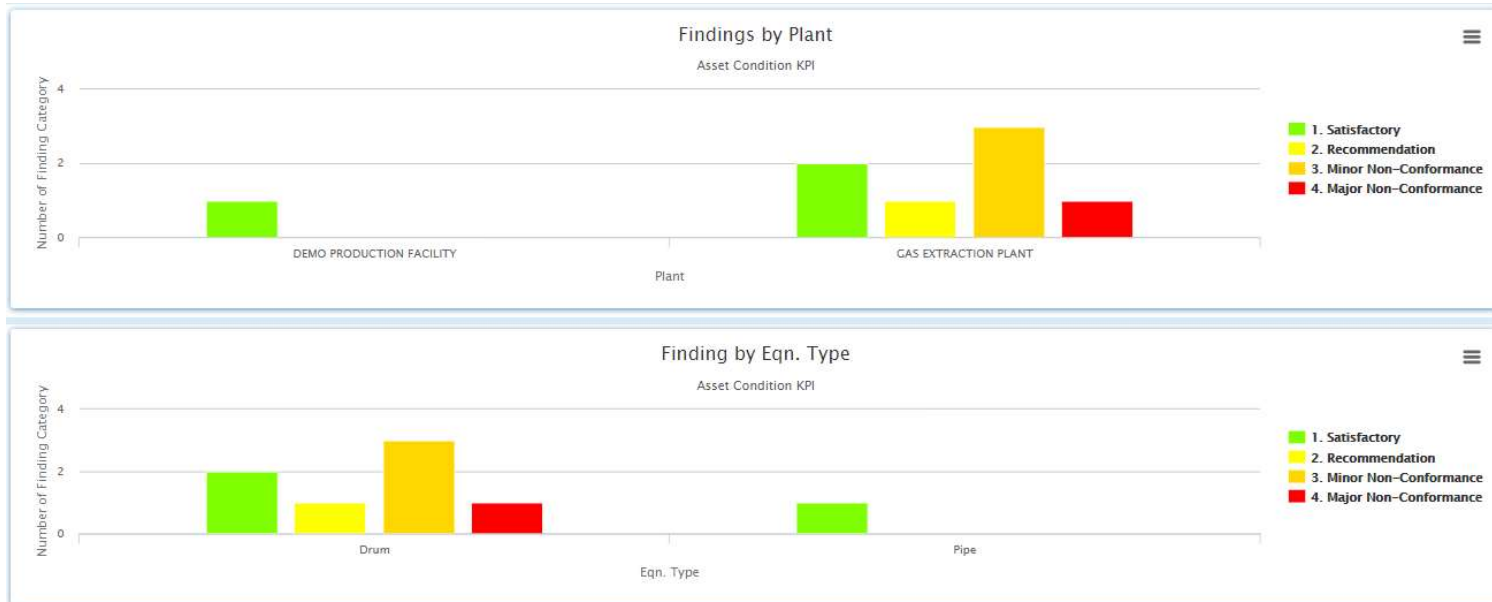 Findings by Plant
Asset Condition KPI
Number of Finding Category
4
2
0
DEMO PRODUCTION FACILITY
GAS EXTRACTION PLANT
Plant
1. Satisfactory
2. Recommendation
3. Minor Non-Conformance
4. Major Non-Conformance
Finding by Eqn. Type
Asset Condition KPI
Number of Finding Category
4
2
0
Drum
Pipe
Eqn. Type
1. Satisfactory
2. Recommendation
3. Minor Non-Conformance
4. Major Non-Conformance